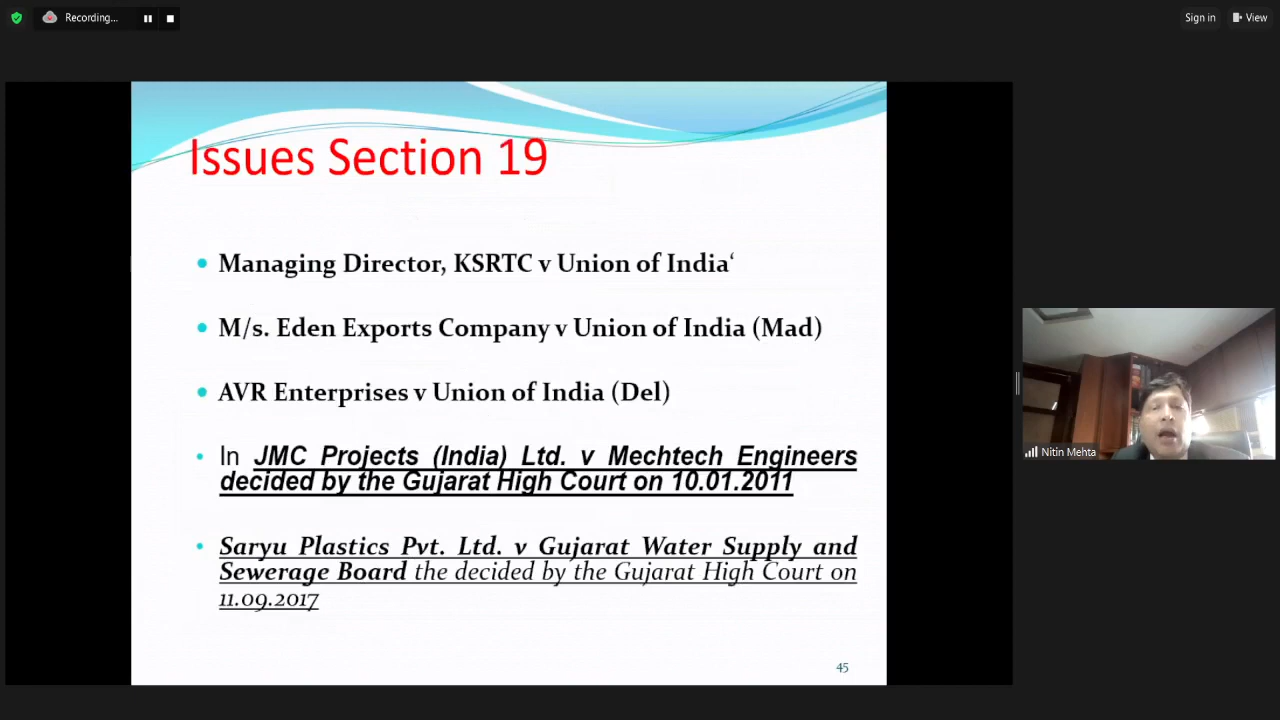 Recording...
Sign in
View
Issues Section 19
• Managing Director, KSRTC v Union of India‘
• M/s. Eden Exports Company v Union of India (Mad)
• AVR Enterprises v Union of India (Del)
• In JMC Projects (India) Ltd. v Mechtech Engineers
decided by the Gujarat High Court on 10.01.2011
• Saryu Plastics Pvt. Ltd. v Gujarat Water Supply and
Sewerage Board the decided by the Gujarat High Court on
11.09.2017
45
Nitin Mehta